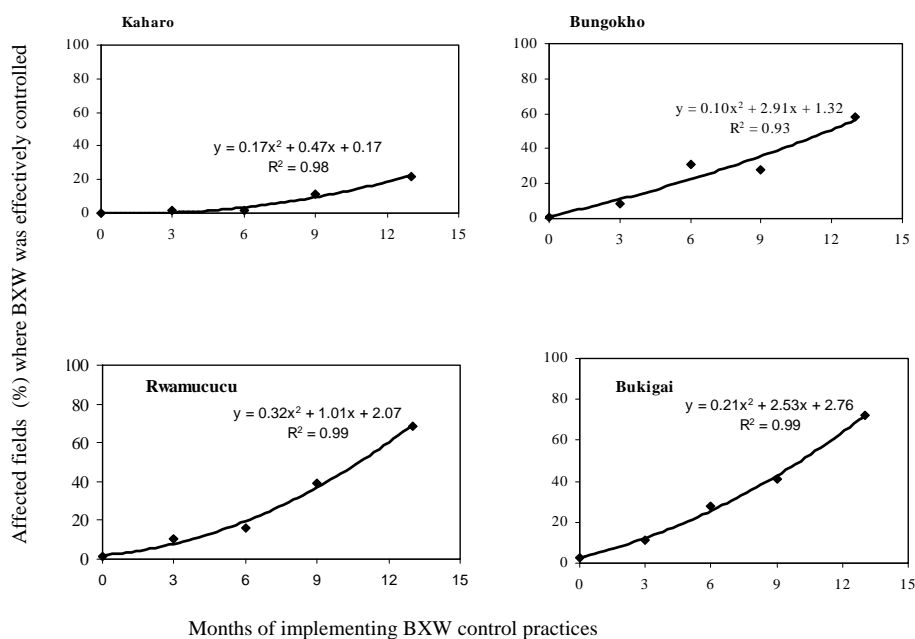 Affected fields (%) where BXW was effectively controlled
Kaharo
100
80
60
40
20
0
y = 0.17x² + 0.47x + 0.17
R² = 0.98
0 3 6 9 12 15
Bungokho
100
80
60
40
20
0
y = 0.10x² + 2.91x + 1.32
R² = 0.93
0 3 6 9 12 15
Rwamucucu
100
80
60
40
20
0
y = 0.32x² + 1.01x + 2.07
R² = 0.99
0 3 6 9 12 15
Bukigai
100
80
60
40
20
0
y = 0.21x² + 2.53x + 2.76
R² = 0.99
0 3 6 9 12 15
Months of implementing BXW control practices